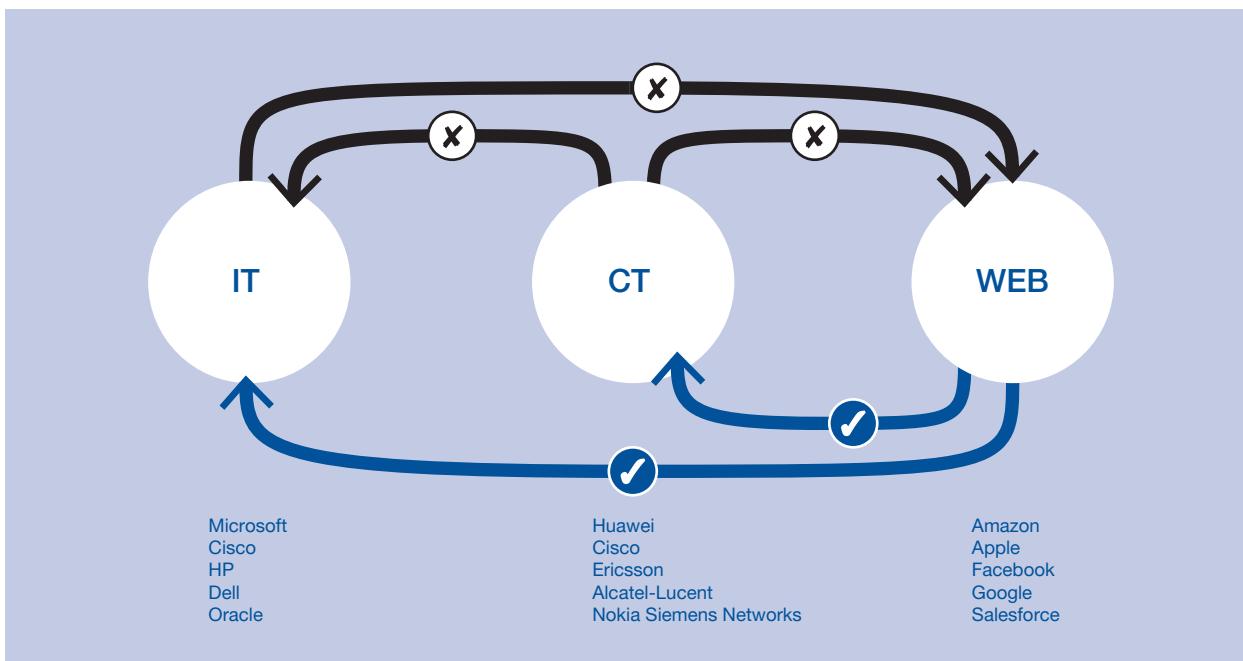 IT
CT
WEB
Microsoft
Cisco
HP
Dell
Oracle
Huawei
Cisco
Ericsson
Alcatel-Lucent
Nokia Siemens Networks
Amazon
Apple
Facebook
Google
Salesforce